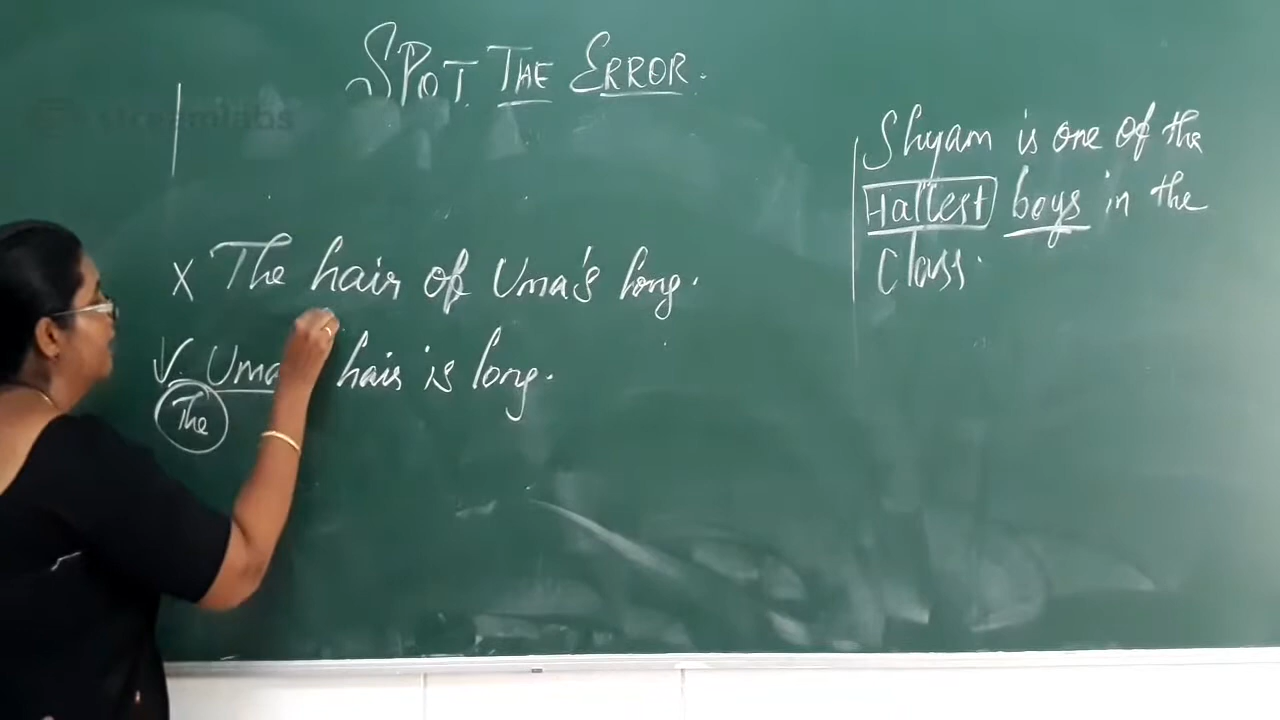 SPOT THE ERROR.
X The hair of Uma's long.
✓ Uma hair is long.
The
Shyam is one of the
tallest boys in the
class.
streamlabs